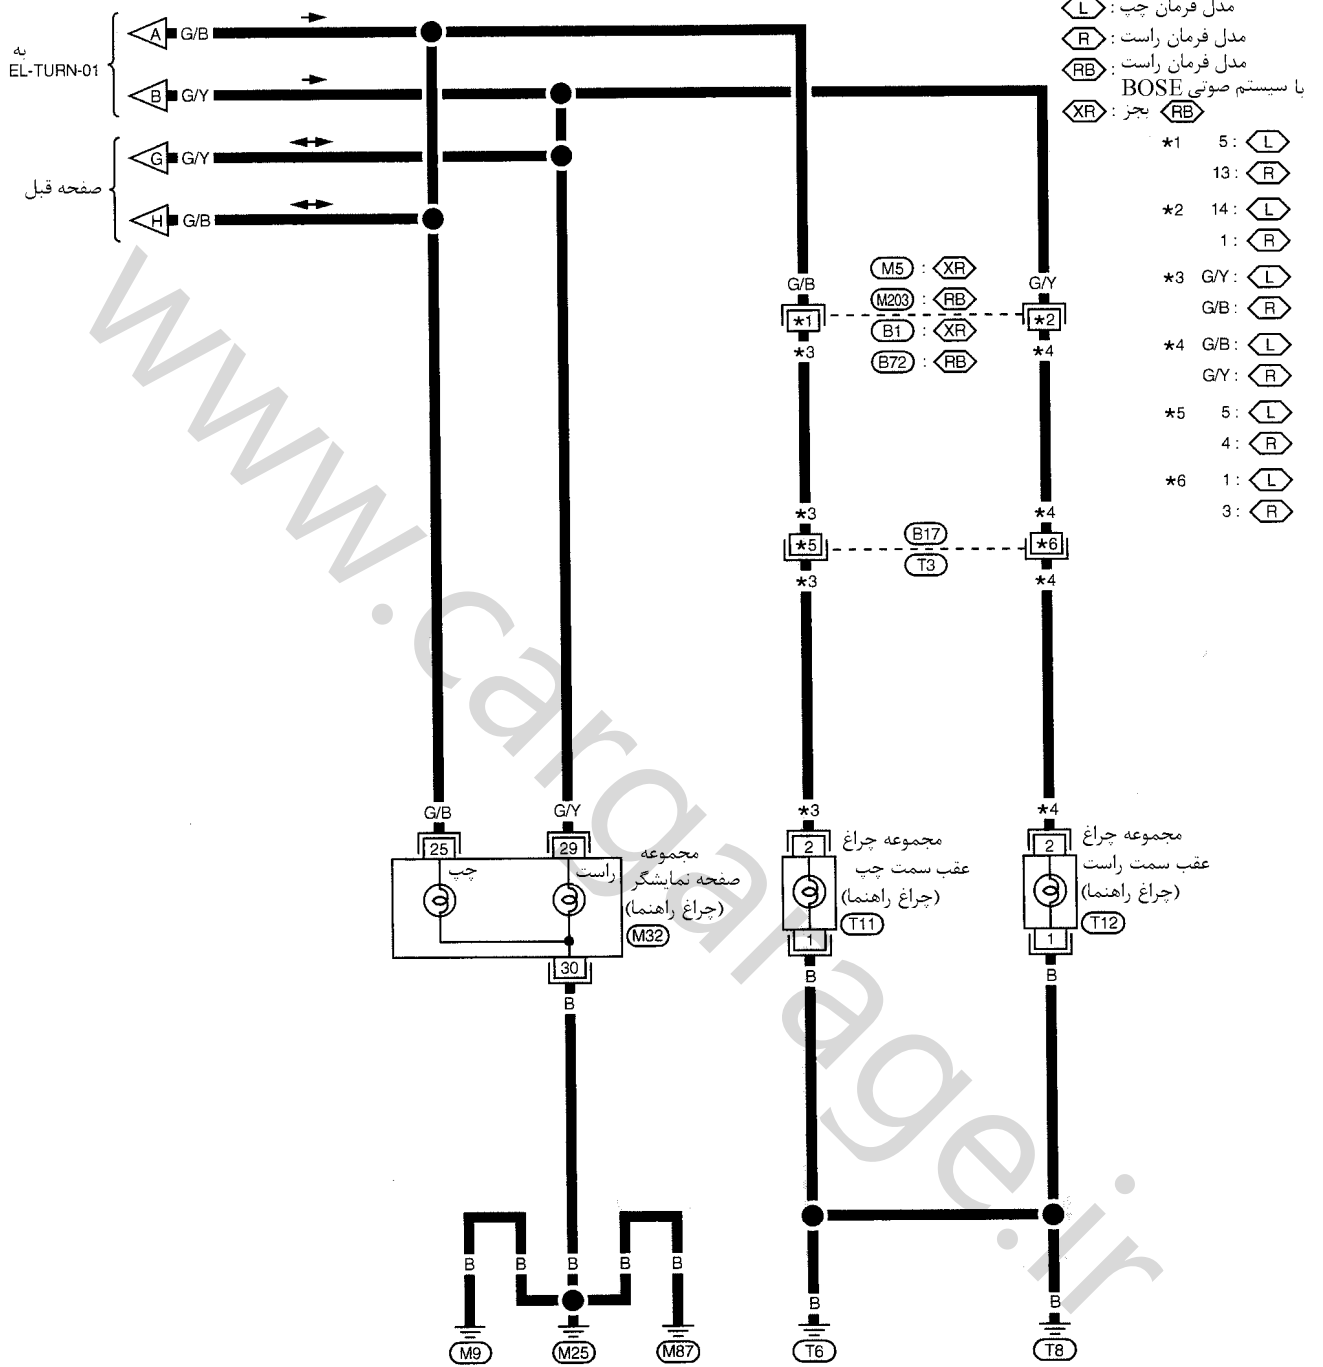 مدل فرمان چپ : L
مدل فرمان راست : R
مدل فرمان راست : RB
با سیستم صوتی BOSE
XR : بجز RB
به
EL-TURN-01
A G/B
B G/Y
صفحه قبل
G G/Y
H G/B
*1 5 : L
13 : R
*2 14 : L
1 : R
*3 G/Y : L
G/B : R
*4 G/B : L
G/Y : R
*5 5 : L
4 : R
*6 1 : L
3 : R
G/B G/Y
M5 : XR
M203 : RB
*1 *2
B1 : XR
*3 *4
B72 : RB
*3 *4
B17
*5 *6
T3
*3 *4
G/B G/Y *3 *4
25 29 2 2
چپ راست
مجموعه
صفحه نمایشگر
(چراغ راهنما)
M32
مجموعه چراغ
عقب سمت چپ
(چراغ راهنما)
T11
مجموعه چراغ
عقب سمت راست
(چراغ راهنما)
T12
30 1 1
B B B
B B B B B
B B
M9 M25 M87 T6 T8
www.cargarage.ir